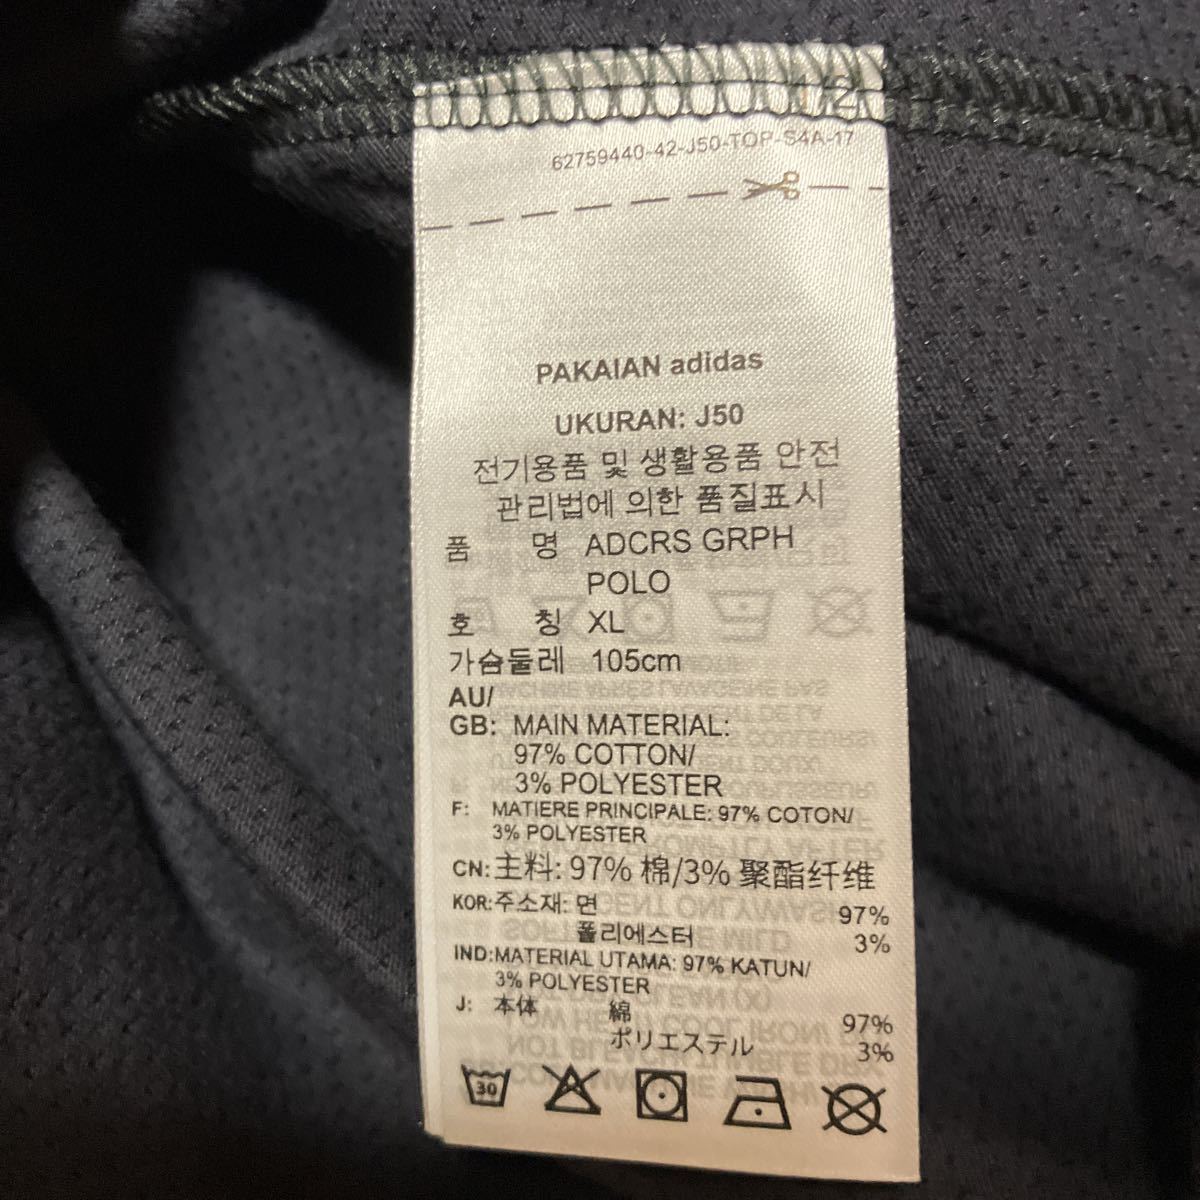 12
62759440-42-J50-TOP-S4A-17
PAKAIAN adidas
UKURAN: J50
전기용품 및 생활용품 안전
관리법에 의한 품질표시
품 명 ADCRS GRPH
POLO
호 칭 XL
가슴둘레 105cm
AU/
GB: MAIN MATERIAL:
97% COTTON/
3% POLYESTER
F: MATIERE PRINCIPALE: 97% COTON/
3% POLYESTER
CN: 主料: 97% 棉/3% 聚酯纤维
KOR: 주소재: 면 97%
폴리에스터 3%
IND: MATERIAL UTAMA: 97% KATUN/
3% POLYESTER
J: 本体 綿 97%
ポリエステル 3%
30